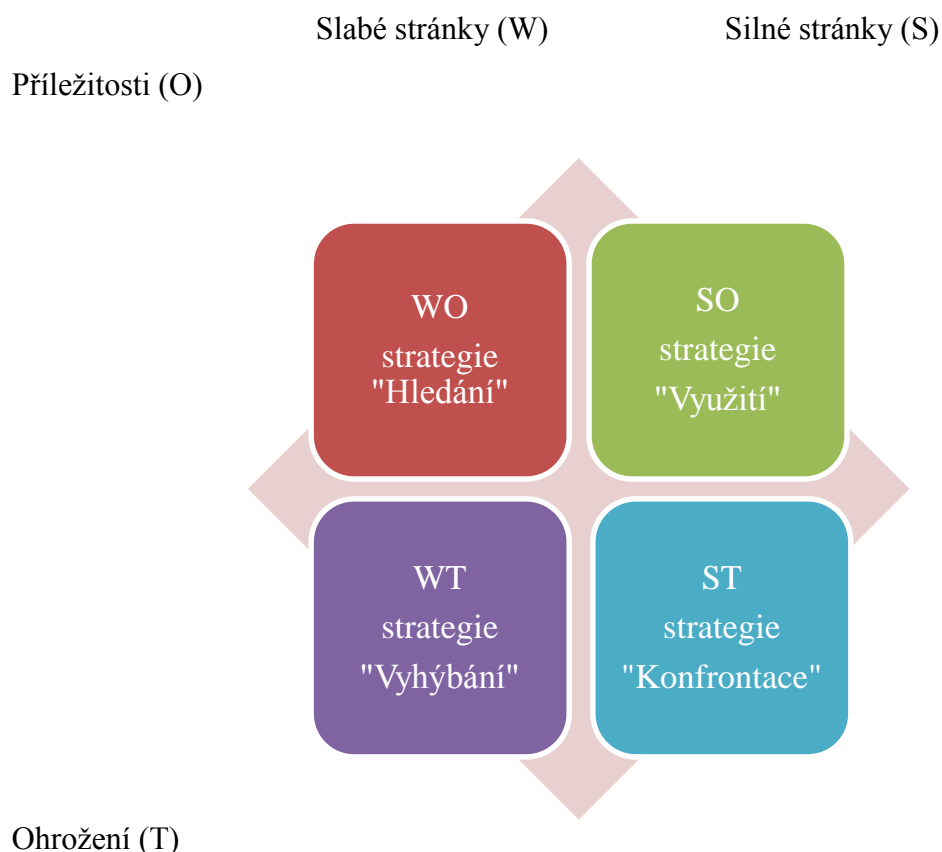 Slabé stránky (W)
Silné stránky (S)
Příležitosti (O)
WO
strategie
"Hledání"
SO
strategie
"Využití"
WT
strategie
"Vyhýbání"
ST
strategie
"Konfrontace"
Ohrožení (T)